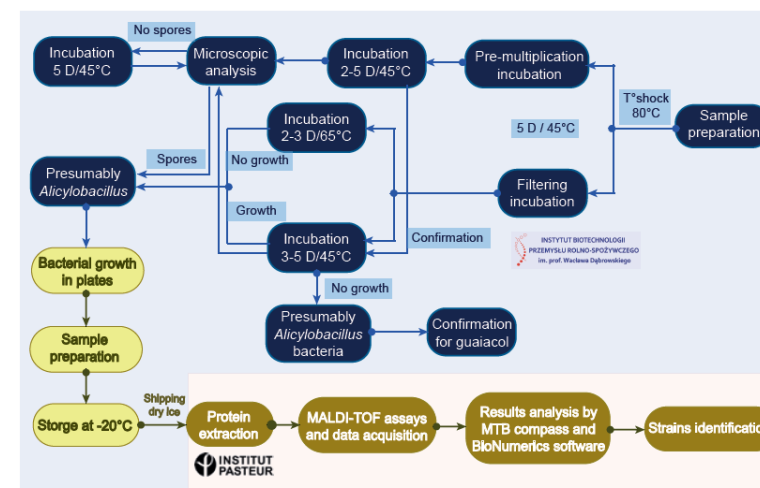 No spores
Incubation
5 D/45°C
Microscopic
analysis
Incubation
2-5 D/45°C
Pre-multiplication
incubation
T°shock
80°C
Sample
preparation
5 D / 45°C
Incubation
2-3 D/65°C
Spores
No growth
Presumably
Alicylobacillus
Filtering
incubation
Growth
Incubation
3-5 D/45°C
Confirmation
INSTYTUT BIOTECHNOLOGII
PRZEMYSŁU ROLNO-SPOŻYWCZEGO
im. prof. Wacława Dąbrowskiego
Bacterial growth
in plates
No growth
Presumably
Alicylobacillus
bacteria
Confirmation
for guaiacol
Sample
preparation
Storge at -20°C
Shipping
dry ice
Protein
extraction
MALDI-TOF assays
and data acquisition
Results analysis by
MTB compass and
BioNumerics software
Strains identificatio
INSTITUT
PASTEUR